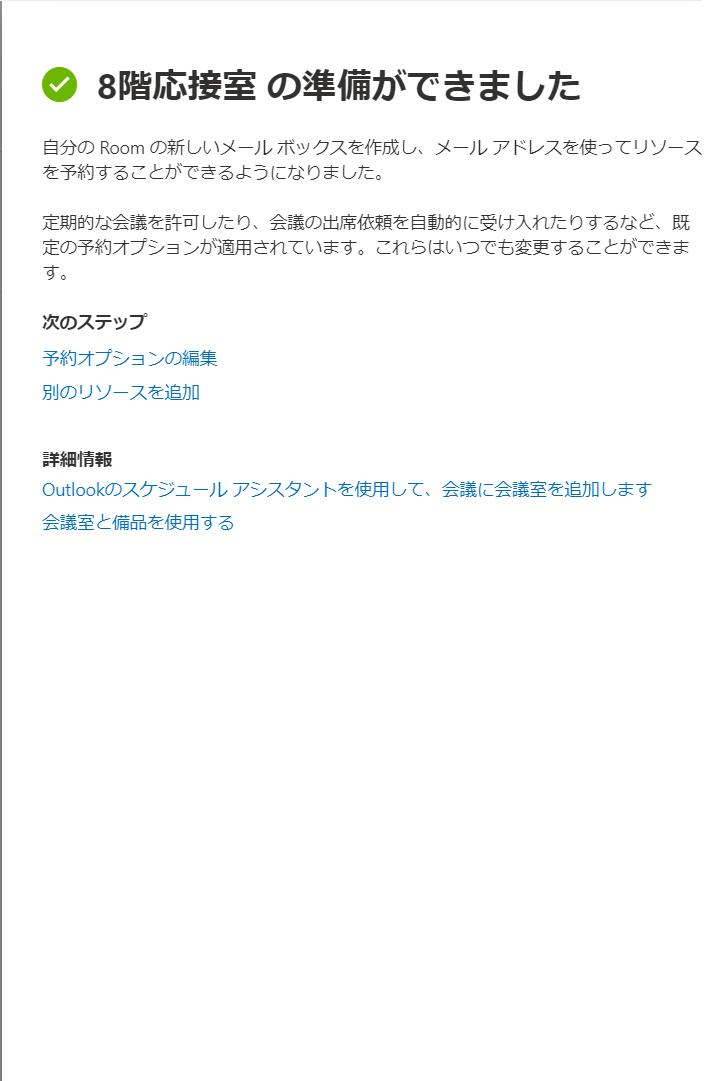 8階応接室 の準備ができました
自分の Room の新しいメール ボックスを作成し、メール アドレスを使ってリソース
を予約することができるようになりました。
定期的な会議を許可したり、会議の出席依頼を自動的に受け入れたりするなど、既
定の予約オプションが適用されています。これらはいつでも変更することができま
す。
次のステップ
予約オプションの編集
別のリソースを追加
詳細情報
Outlookのスケジュール アシスタントを使用して、会議に会議室を追加します
会議室と備品を使用する